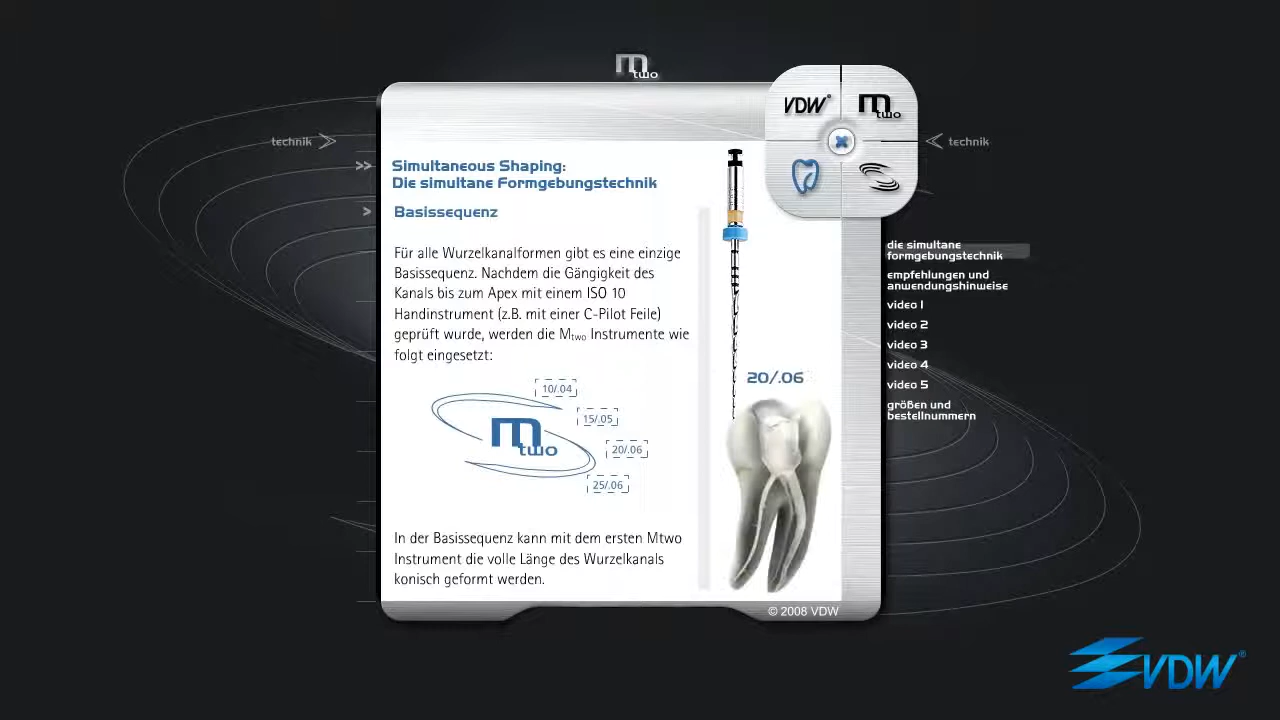 mtwo
VDW®
mtwo
technik
technik
Simultaneous Shaping:
Die simultane Formgebungstechnik
Basissequenz
Für alle Wurzelkanalformen gibt es eine einzige
Basissequenz. Nachdem die Gängigkeit des
Kanals bis zum Apex mit einem ISO 10
Handinstrument (z.B. mit einer C-Pilot Feile)
geprüft wurde, werden die Mtwo Instrumente wie
folgt eingesetzt:
10/.04
15/.05
mtwo
20/.06
25/.06
20/.06
In der Basissequenz kann mit dem ersten Mtwo
Instrument die volle Länge des Wurzelkanals
konisch geformt werden.
die simultane
formgebungstechnik
empfehlungen und
anwendungshinweise
video 1
video 2
video 3
video 4
video 5
größen und
bestellnummern
© 2008 VDW
VDW®